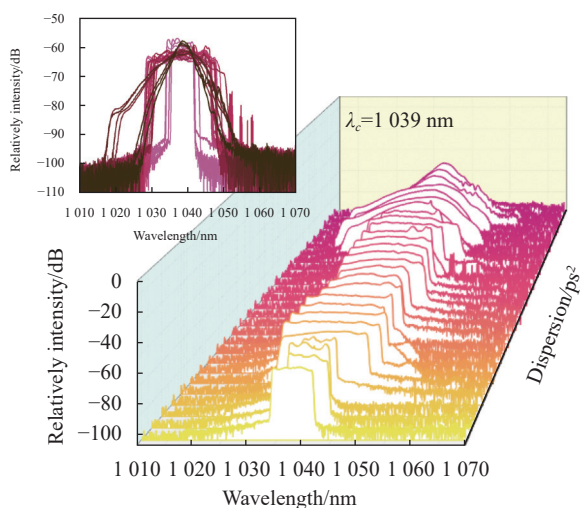 −50
−60
−70
−80
−90
−100
−110
Relatively intensity/dB
1 010 1 020 1 030 1 040 1 050 1 060 1 070
Wavelength/nm
λc=1 039 nm
0
−20
−40
−60
−80
−100
Relatively intensity/dB
Dispersion/ps²
1 010 1 020 1 030 1 040 1 050 1 060 1 070
Wavelength/nm